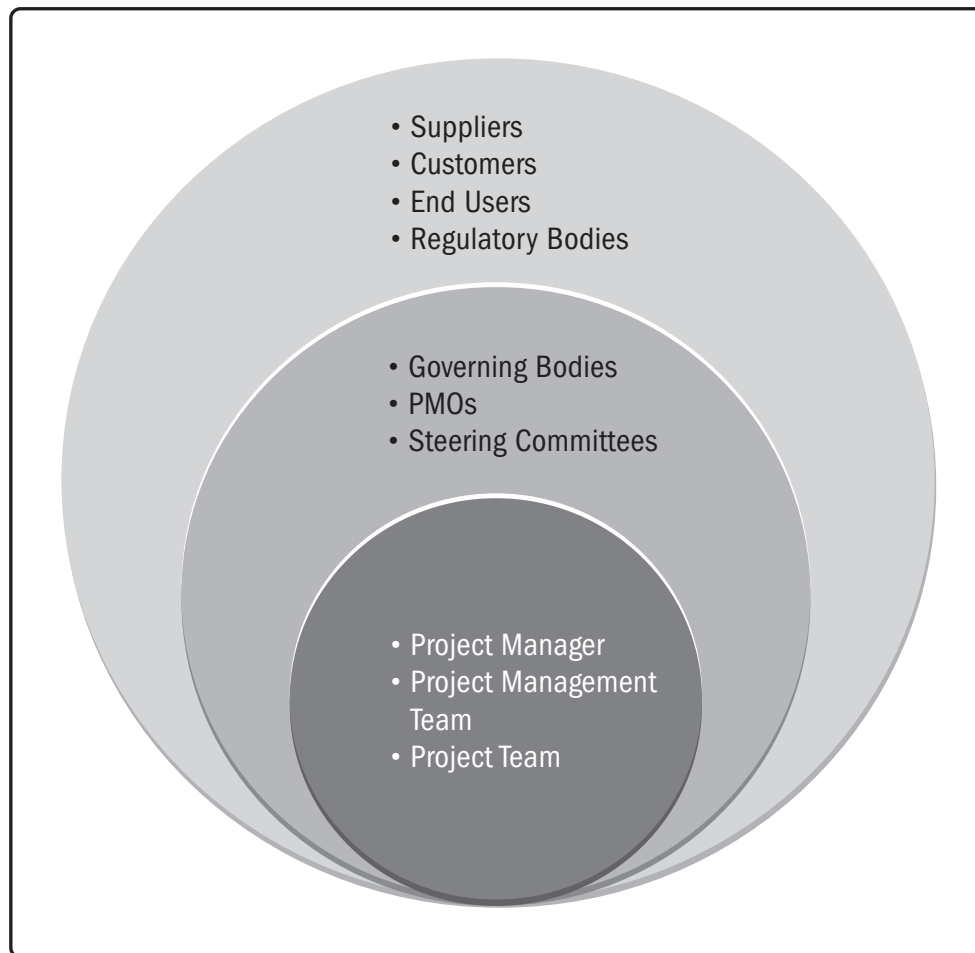 • Suppliers
• Customers
• End Users
• Regulatory Bodies
• Governing Bodies
• PMOs
• Steering Committees
• Project Manager
• Project Management
Team
• Project Team